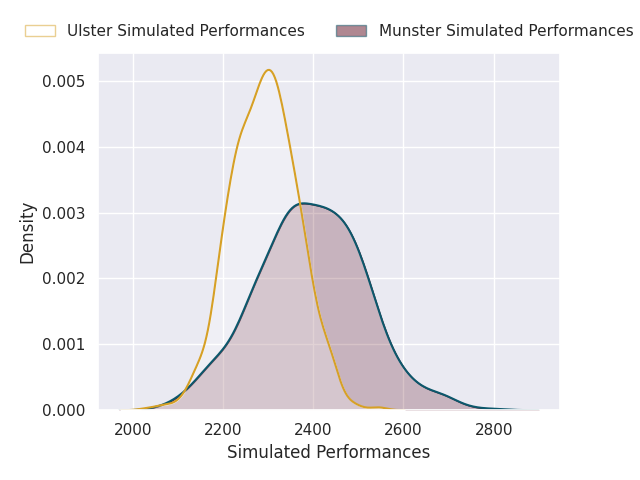 Ulster Simulated Performances
Munster Simulated Performances
0.005
0.004
0.003
0.002
0.001
0.000
Density
2000
2200
2400
2600
2800
Simulated Performances